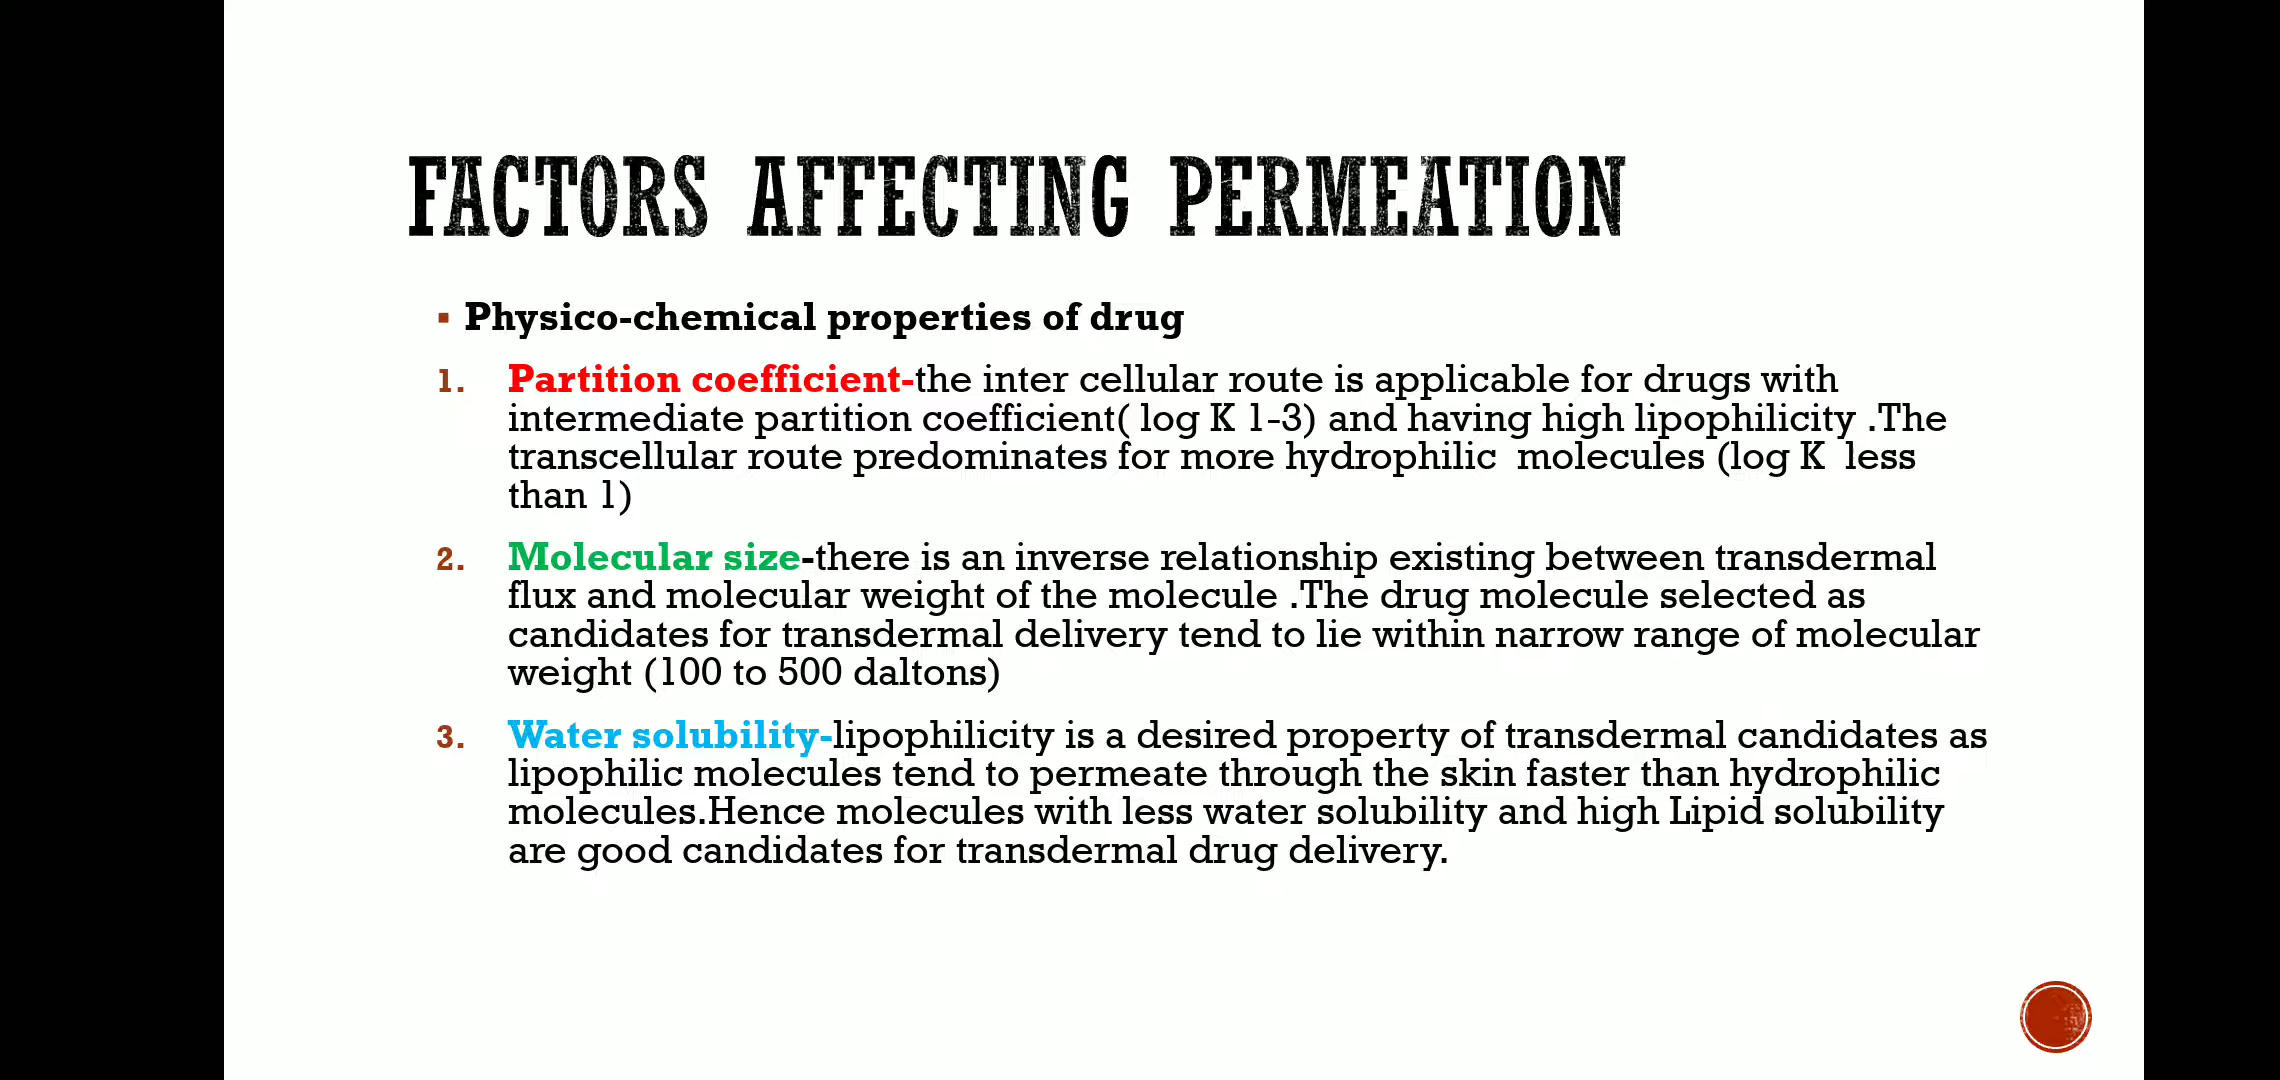 FACTORS AFFECTING PERMEATION
▪ Physico-chemical properties of drug
1. Partition coefficient-the inter cellular route is applicable for drugs with
intermediate partition coefficient( log K 1-3) and having high lipophilicity .The
transcellular route predominates for more hydrophilic  molecules (log K  less
than 1)
2. Molecular size-there is an inverse relationship existing between transdermal
flux and molecular weight of the molecule .The drug molecule selected as
candidates for transdermal delivery tend to lie within narrow range of molecular
weight (100 to 500 daltons)
3. Water solubility-lipophilicity is a desired property of transdermal candidates as
lipophilic molecules tend to permeate through the skin faster than hydrophilic
molecules.Hence molecules with less water solubility and high Lipid solubility
are good candidates for transdermal drug delivery.